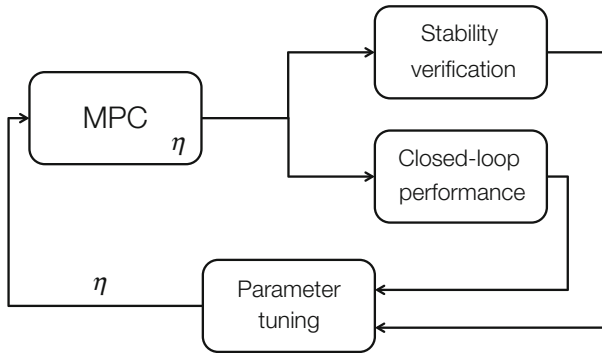 Stability
verification
MPC
η
Closed-loop
performance
η
Parameter
tuning